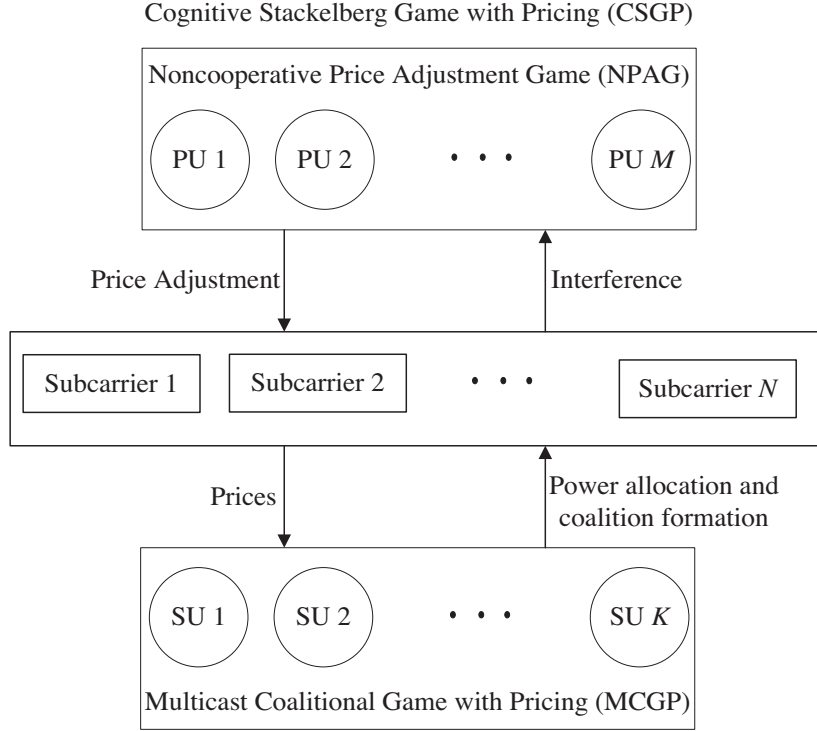 Cognitive Stackelberg Game with Pricing (CSGP)
Noncooperative Price Adjustment Game (NPAG)
PU 1
PU 2
• • •
PU M
Price Adjustment
Interference
Subcarrier 1
Subcarrier 2
• • •
Subcarrier N
Prices
Power allocation and
coalition formation
SU 1
SU 2
• • •
SU K
Multicast Coalitional Game with Pricing (MCGP)